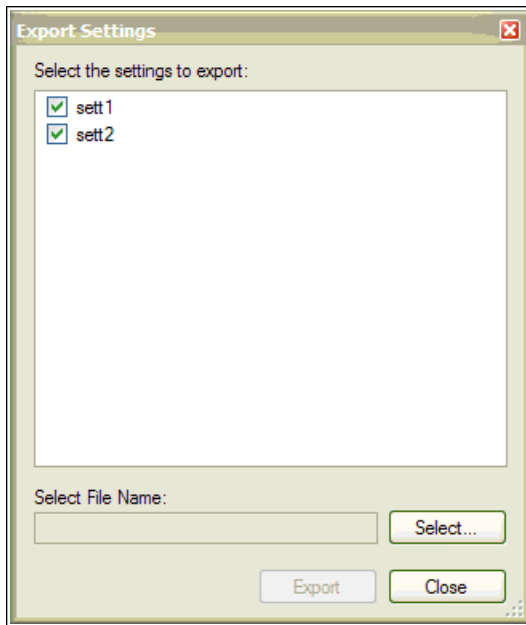 Export Settings
Select the settings to export:
sett1
sett2
Select File Name:
Select...
Export
Close